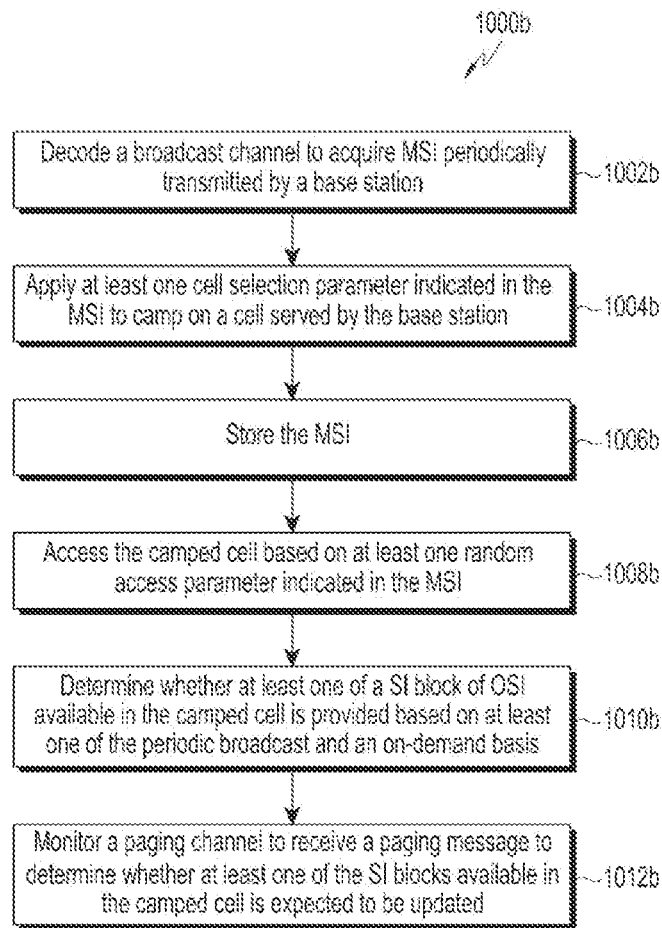 1000b
Decode a broadcast channel to acquire MSI periodically
transmitted by a base station
1002b
Apply at least one cell selection parameter indicated in the
MSI to camp on a cell served by the base station
1004b
Store the MSI
1006b
Access the camped cell based on at least one random
access parameter indicated in the MSI
1008b
Determine whether at least one of a SI block of OSI
available in the camped cell is provided based on at least
one of the periodic broadcast and an on-demand basis
1010b
Monitor a paging channel to receive a paging message to
determine whether at least one of the SI blocks available in
the camped cell is expected to be updated
1012b